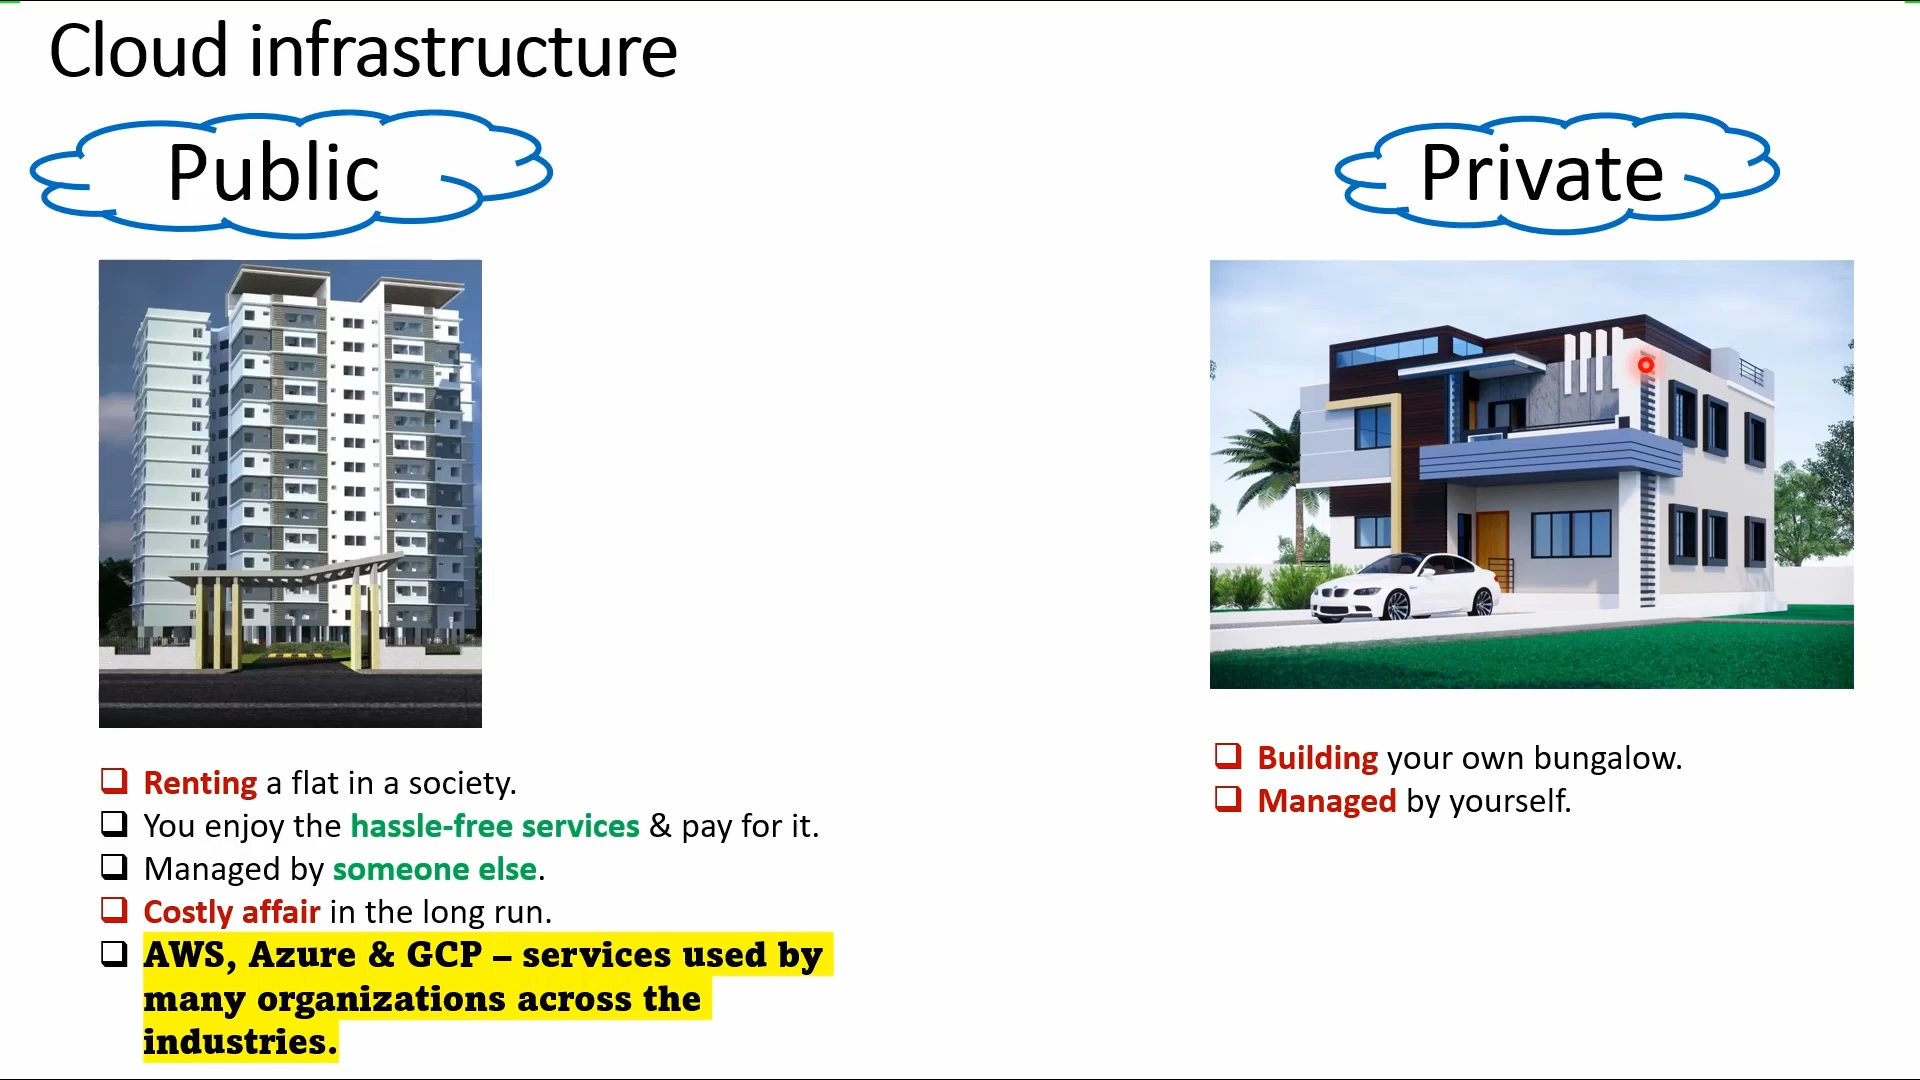 Cloud infrastructure
Public
Private
Renting a flat in a society.
You enjoy the hassle-free services & pay for it.
Managed by someone else.
Costly affair in the long run.
AWS, Azure & GCP – services used by
many organizations across the
industries.
Building your own bungalow.
Managed by yourself.